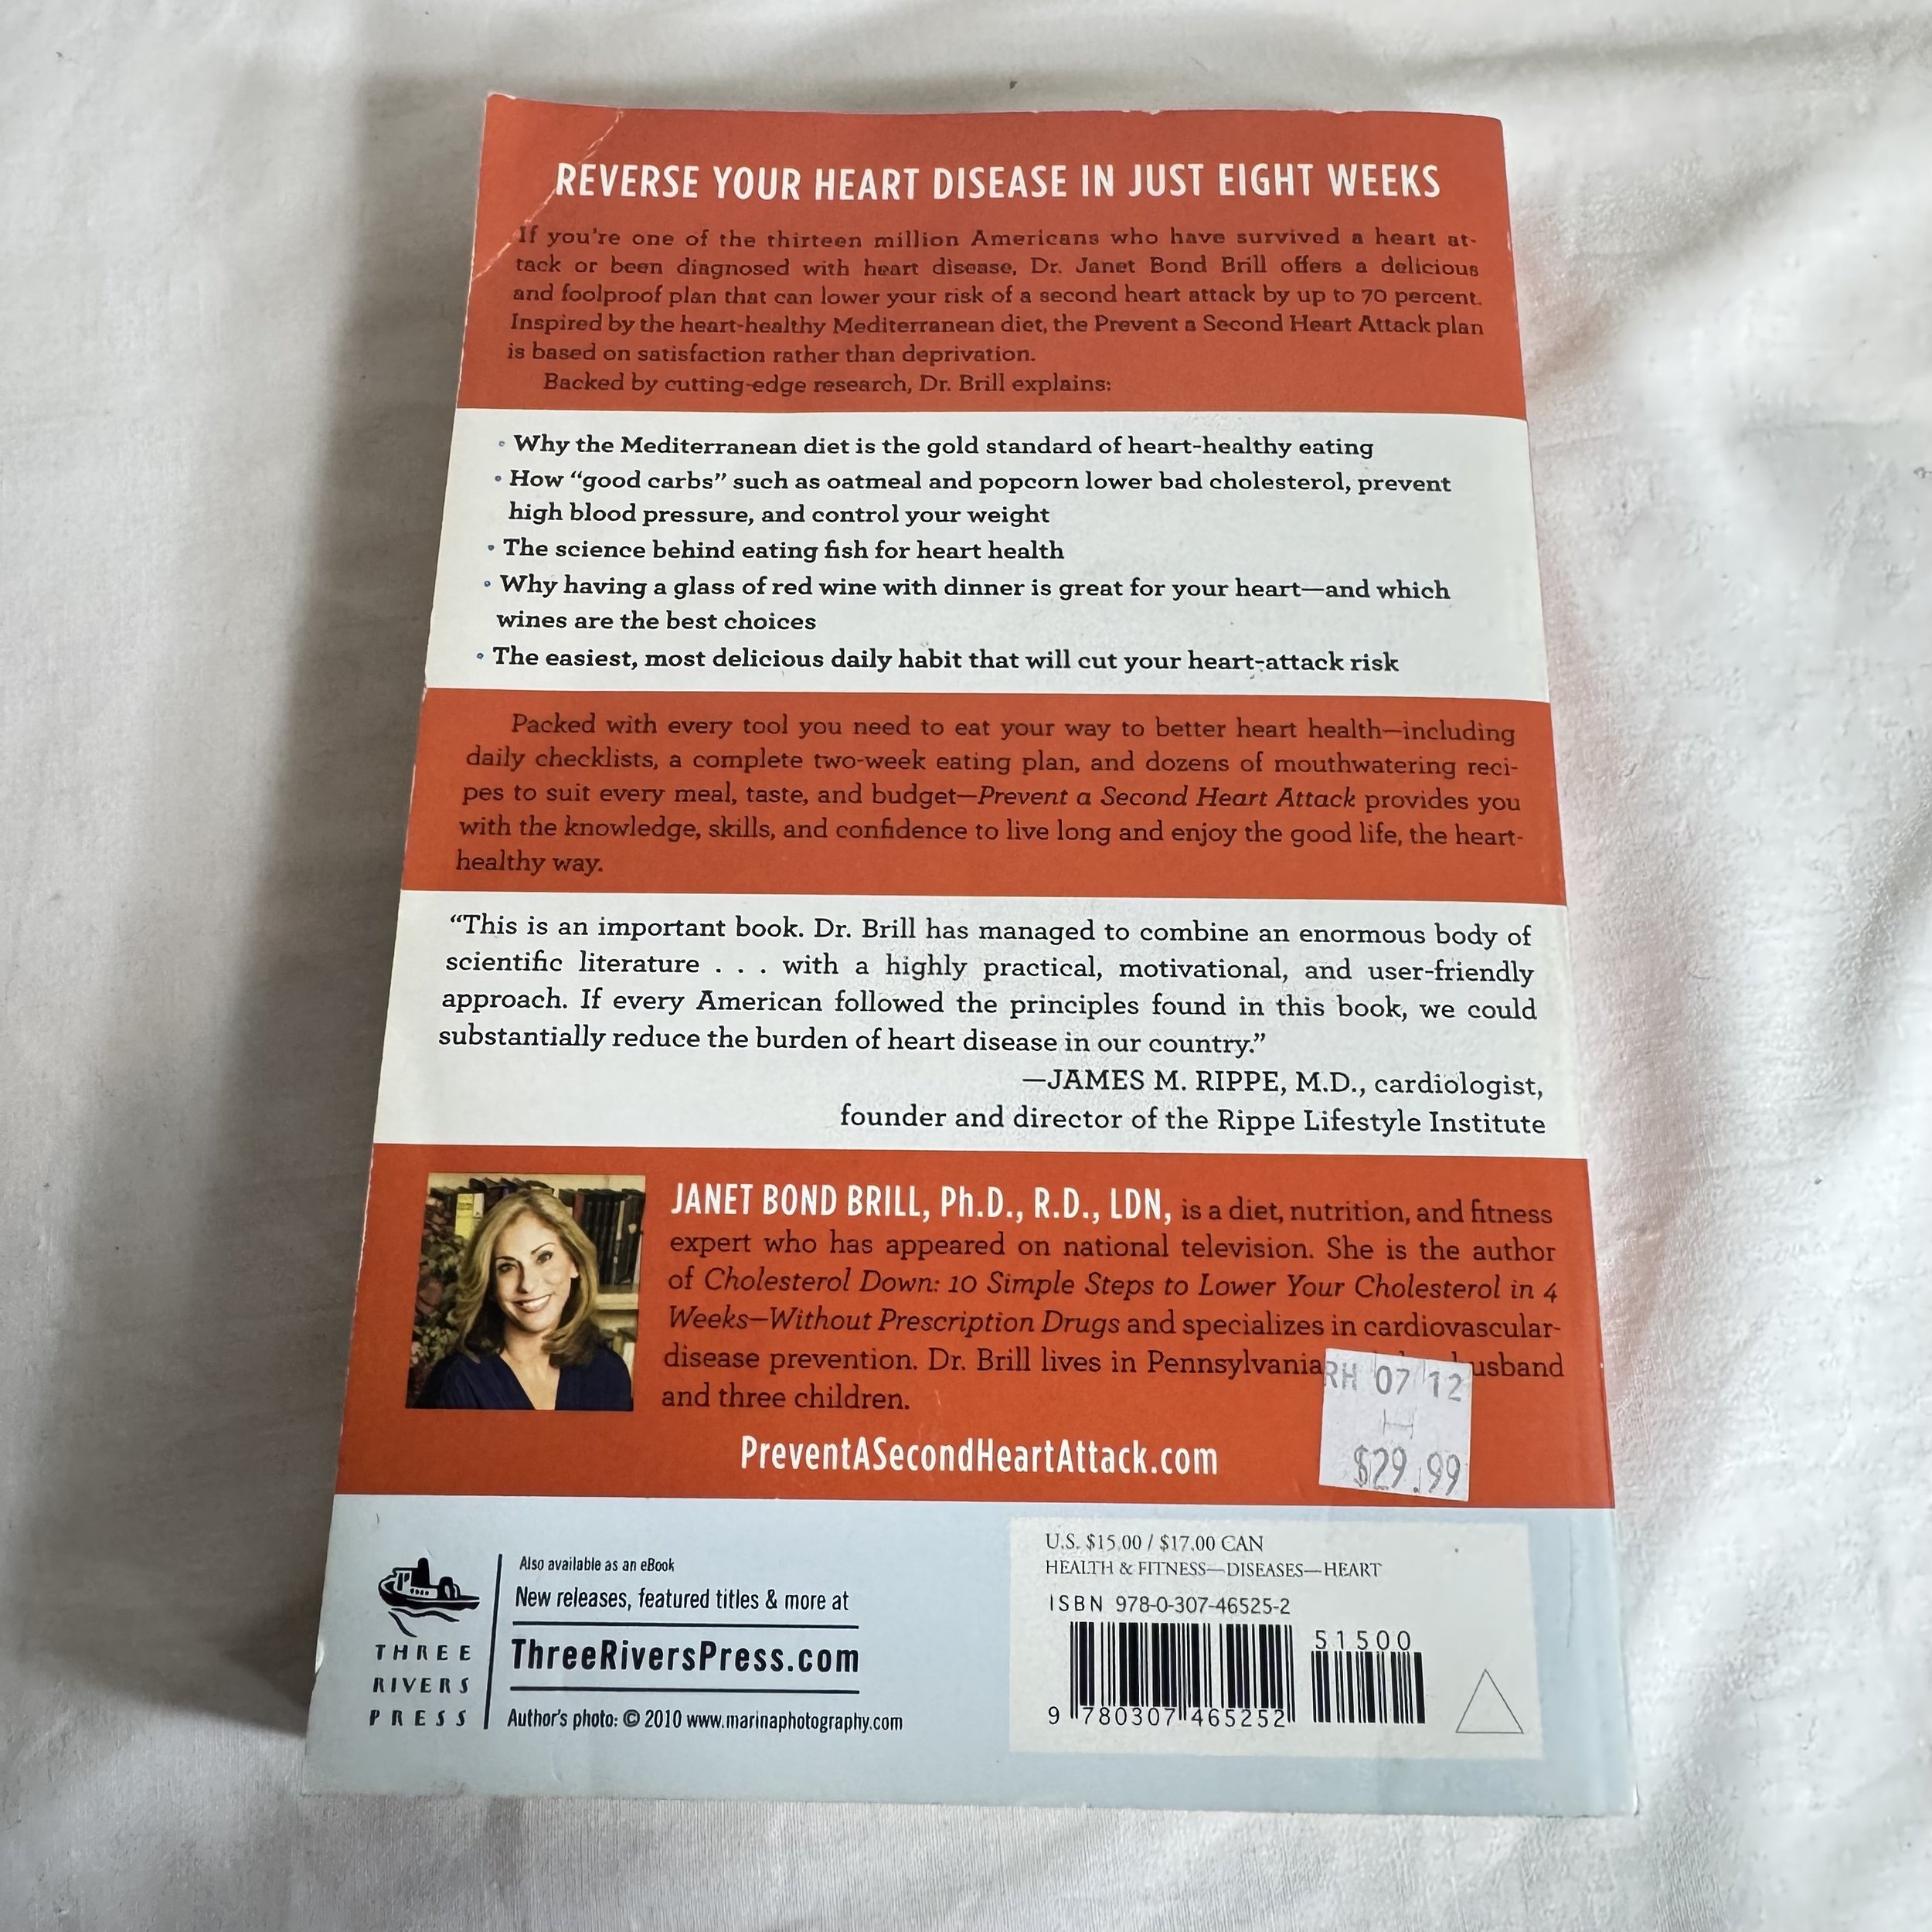 REVERSE YOUR HEART DISEASE IN JUST EIGHT WEEKS
If you're one of the thirteen million Americans who have survived a heart at-
tack or been diagnosed with heart disease, Dr. Janet Bond Brill offers a delicious
and foolproof plan that can lower your risk of a second heart attack by up to 70 percent.
Inspired by the heart-healthy Mediterranean diet, the Prevent a Second Heart Attack plan
is based on satisfaction rather than deprivation.
Backed by cutting-edge research, Dr. Brill explains:
• Why the Mediterranean diet is the gold standard of heart-healthy eating
• How “good carbs” such as oatmeal and popcorn lower bad cholesterol, prevent
high blood pressure, and control your weight
• The science behind eating fish for heart health
• Why having a glass of red wine with dinner is great for your heart—and which
wines are the best choices
• The easiest, most delicious daily habit that will cut your heart-attack risk
Packed with every tool you need to eat your way to better heart health—including
daily checklists, a complete two-week eating plan, and dozens of mouthwatering reci-
pes to suit every meal, taste, and budget—Prevent a Second Heart Attack provides you
with the knowledge, skills, and confidence to live long and enjoy the good life, the heart-
healthy way.
“This is an important book. Dr. Brill has managed to combine an enormous body of
scientific literature . . . with a highly practical, motivational, and user-friendly
approach. If every American followed the principles found in this book, we could
substantially reduce the burden of heart disease in our country.”
—JAMES M. RIPPE, M.D., cardiologist,
founder and director of the Rippe Lifestyle Institute
JANET BOND BRILL, Ph.D., R.D., LDN, is a diet, nutrition, and fitness
expert who has appeared on national television. She is the author
of Cholesterol Down: 10 Simple Steps to Lower Your Cholesterol in 4
Weeks—Without Prescription Drugs and specializes in cardiovascular-
disease prevention. Dr. Brill lives in Pennsylvania usband
and three children.
RH 07 12
H
$29.99
PreventASecondHeartAttack.com
THREE
RIVERS
PRESS
Also available as an eBook
New releases, featured titles & more at
ThreeRiversPress.com
Author's photo: © 2010 www.marinaphotography.com
U.S. $15.00 / $17.00 CAN
HEALTH & FITNESS—DISEASES—HEART
ISBN 978-0-307-46525-2
51500
9 780307 465252